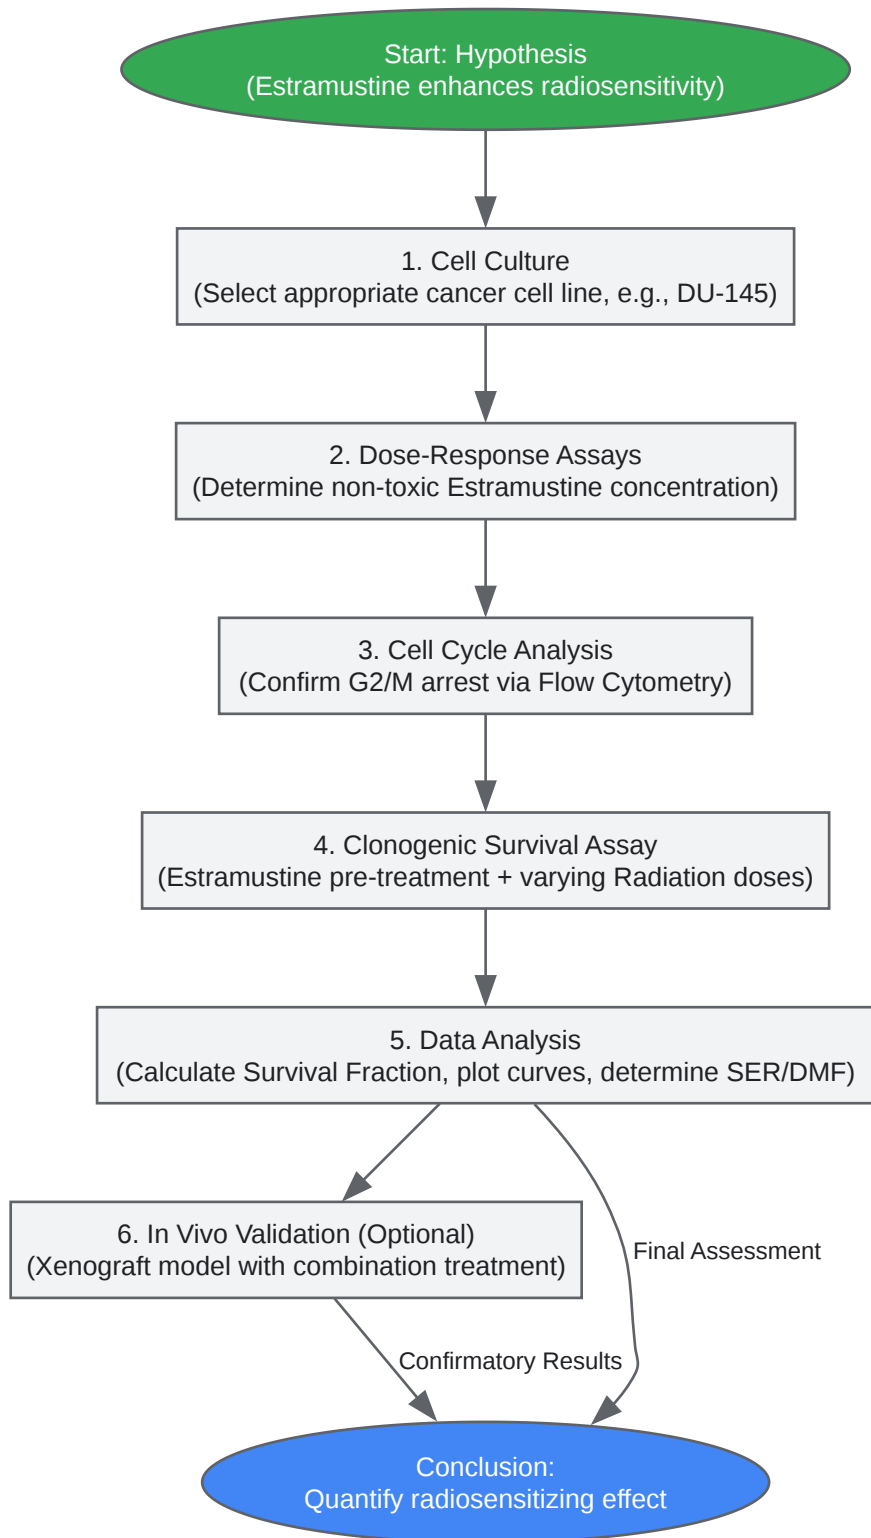 Start: Hypothesis
(Estramustine enhances radiosensitivity)
1. Cell Culture
(Select appropriate cancer cell line, e.g., DU-145)
2. Dose-Response Assays
(Determine non-toxic Estramustine concentration)
3. Cell Cycle Analysis
(Confirm G2/M arrest via Flow Cytometry)
4. Clonogenic Survival Assay
(Estramustine pre-treatment + varying Radiation doses)
5. Data Analysis
(Calculate Survival Fraction, plot curves, determine SER/DMF)
6. In Vivo Validation (Optional)
(Xenograft model with combination treatment)
Final Assessment
Confirmatory Results
Conclusion:
Quantify radiosensitizing effect